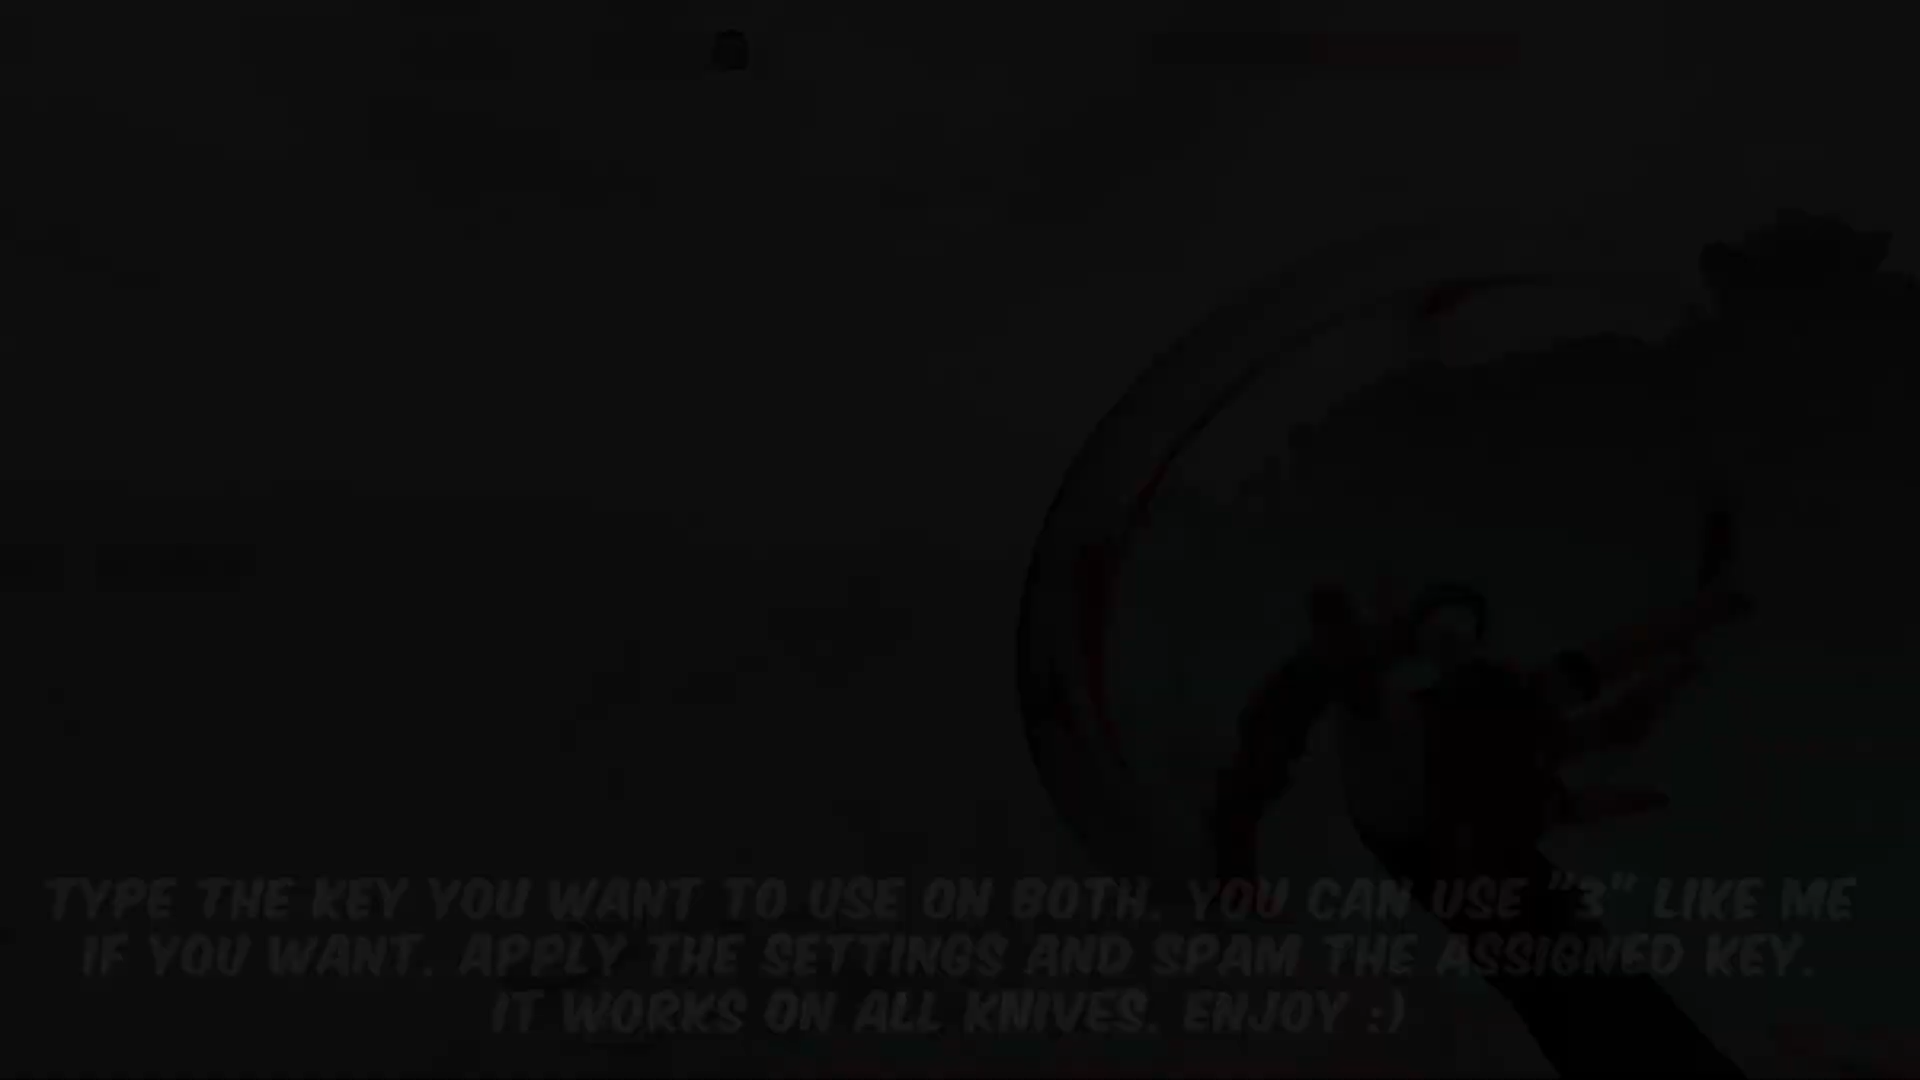 TYPE THE KEY YOU WANT TO USE ON BOTH. YOU CAN USE "3" LIKE ME
IF YOU WANT. APPLY THE SETTINGS AND SPAM THE ASSIGNED KEY.
IT WORKS ON ALL KNIVES. ENJOY :)